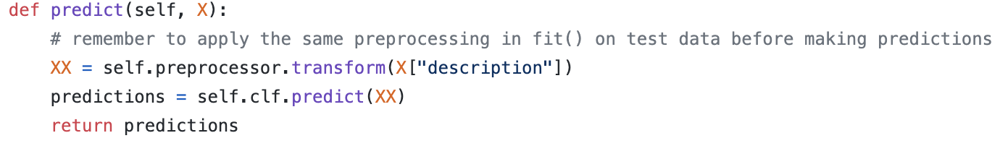 def predict(self, X):
    # remember to apply the same preprocessing in fit() on test data before making predictions
    XX = self.preprocessor.transform(X["description"])
    predictions = self.clf.predict(XX)
    return predictions